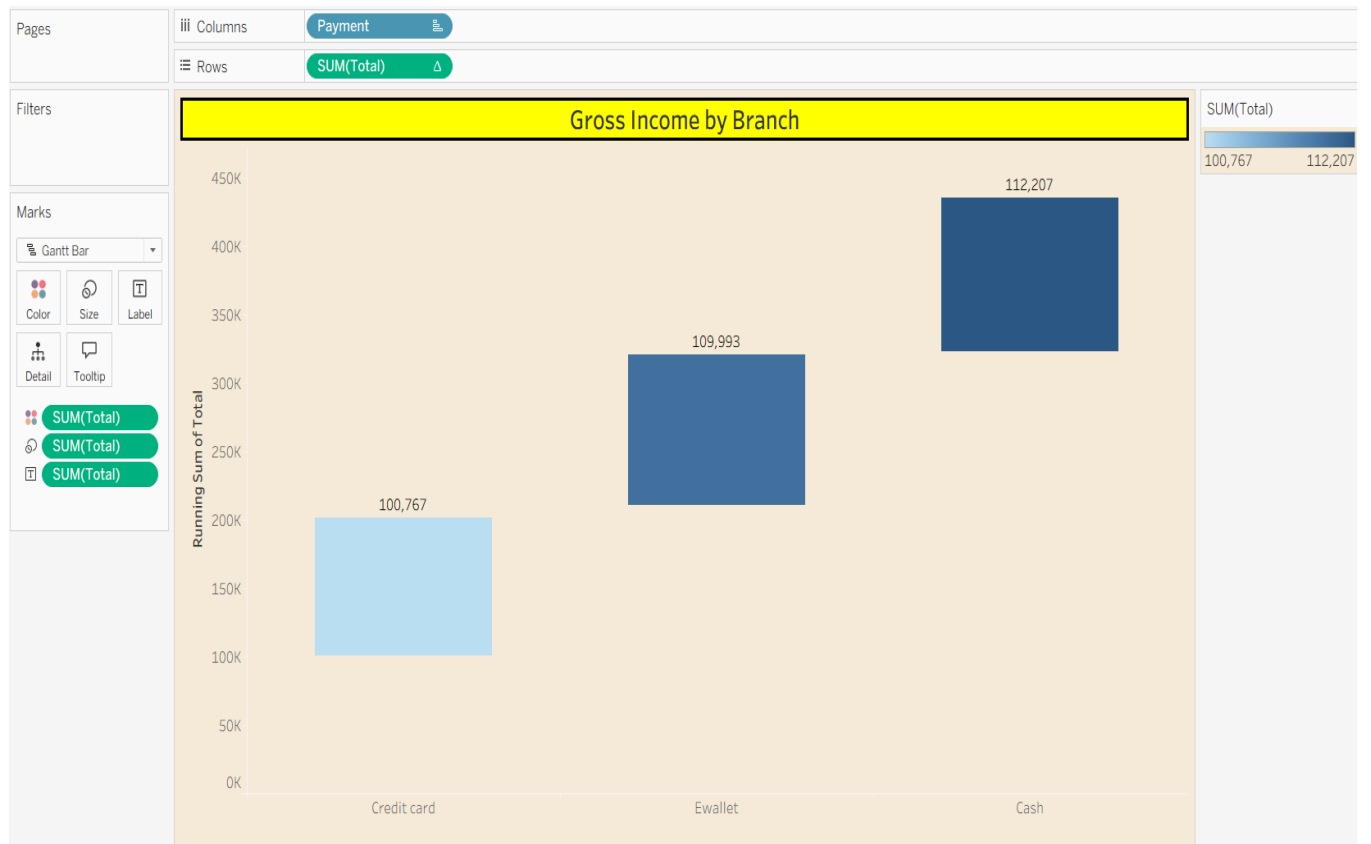 Pages
iii Columns
Payment
Rows
SUM(Total) Δ
Filters
Gross Income by Branch
SUM(Total)
100,767 112,207
Marks
Gantt Bar
Color Size Label
Detail Tooltip
SUM(Total)
SUM(Total)
SUM(Total)
Running Sum of Total
450K
400K
350K
300K
250K
200K
150K
100K
50K
0K
100,767
109,993
112,207
Credit card Ewallet Cash